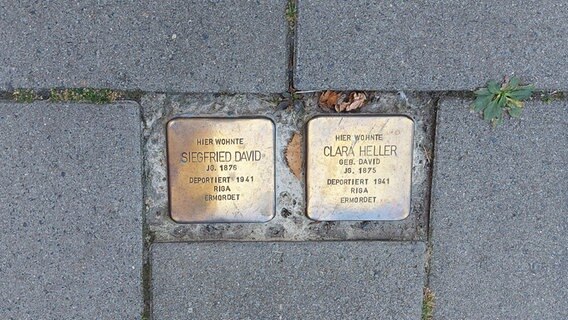 HIER WOHNTE
SIEGFRIED DAVID
JG. 1876
DEPORTIERT 1941
RIGA
ERMORDET
HIER WOHNTE
CLARA HELLER
GEB. DAVID
JG. 1875
DEPORTIERT 1941
RIGA
ERMORDET